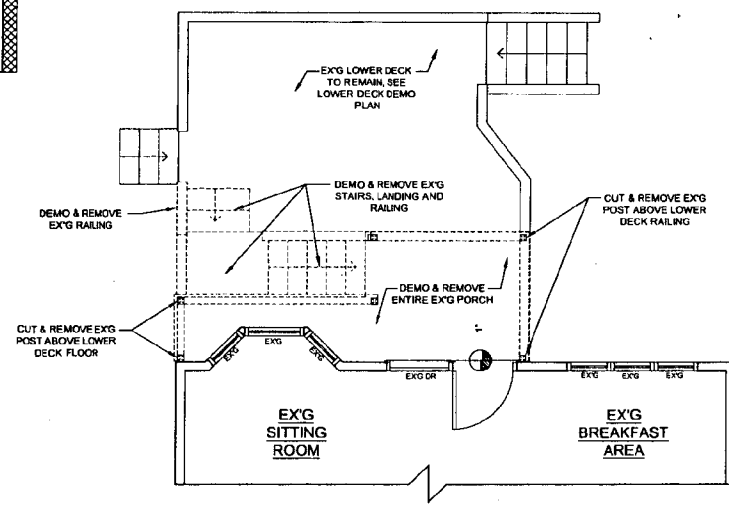 EX'G LOWER DECK
TO REMAIN, SEE
LOWER DECK DEMO
PLAN
DEMO & REMOVE EX'G
STAIRS, LANDING AND
RAILING
DEMO & REMOVE
EX'G RAILING
CUT & REMOVE EX'G
POST ABOVE LOWER
DECK RAILING
DEMO & REMOVE
ENTIRE EX'G PORCH
CUT & REMOVE EX'G
POST ABOVE LOWER
DECK FLOOR
EX'G
EX'G
EX'G
EX'G DR
EX'G
EX'G
EX'G
EX'G
SITTING
ROOM
EX'G
BREAKFAST
AREA